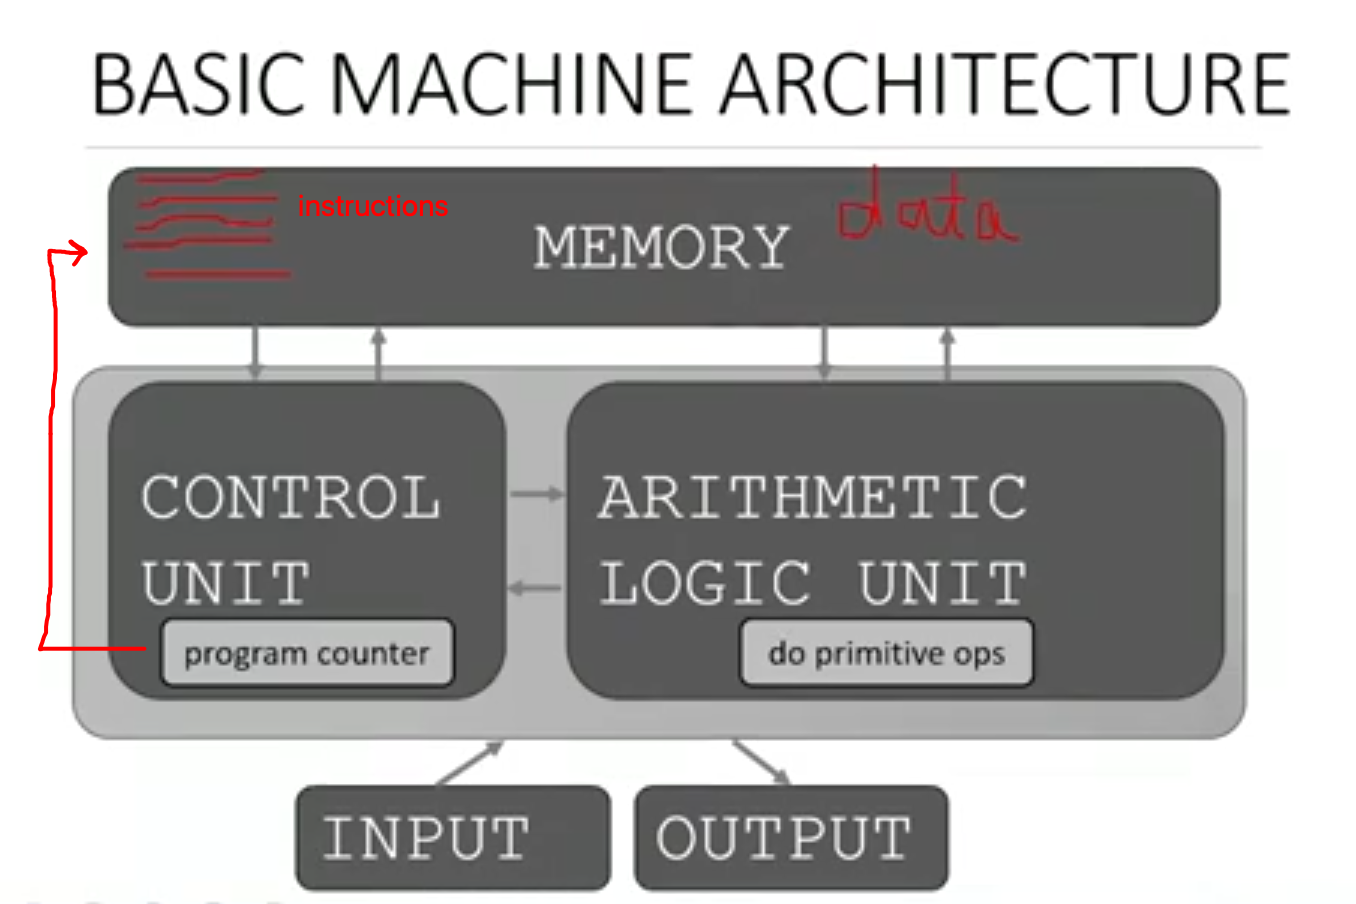 BASIC MACHINE ARCHITECTURE
instructions
data
MEMORY
CONTROL
UNIT
program counter
ARITHMETIC
LOGIC UNIT
do primitive ops
INPUT
OUTPUT